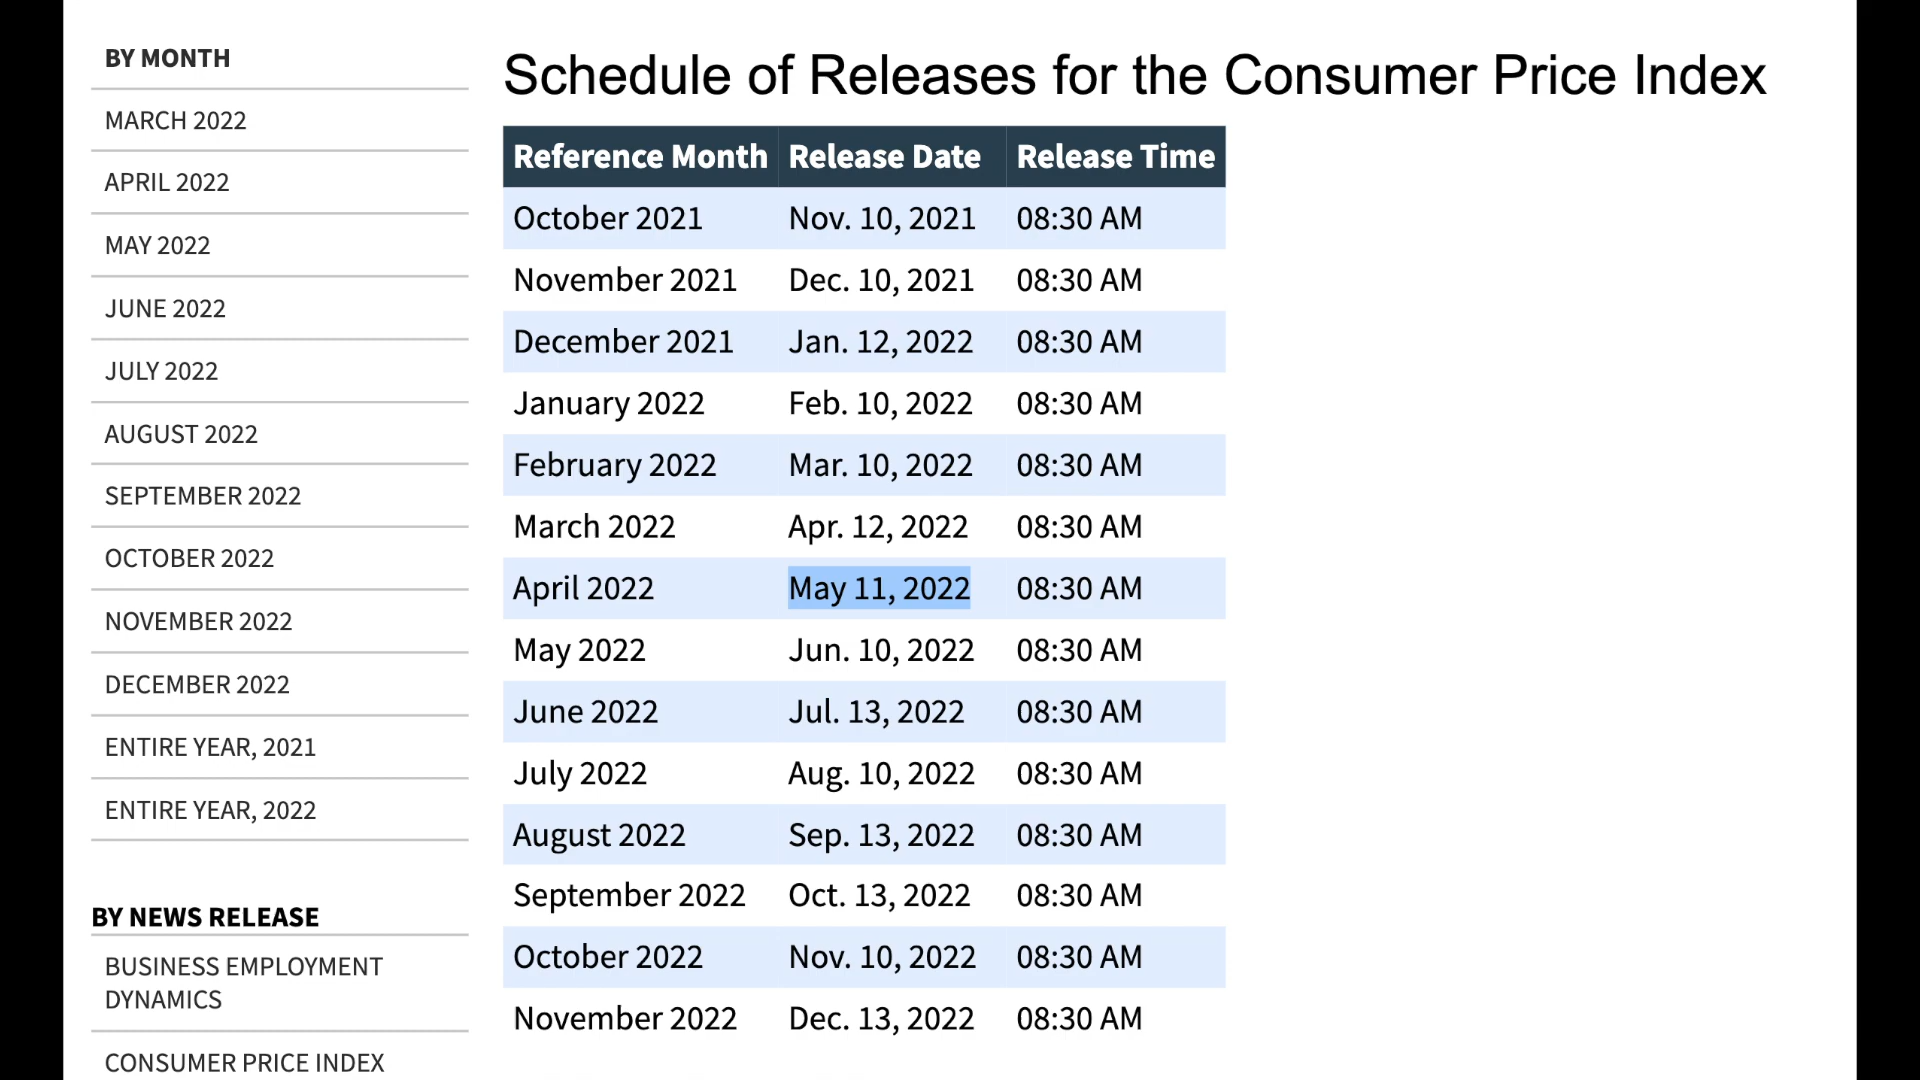 BY MONTH
MARCH 2022
APRIL 2022
MAY 2022
JUNE 2022
JULY 2022
AUGUST 2022
SEPTEMBER 2022
OCTOBER 2022
NOVEMBER 2022
DECEMBER 2022
ENTIRE YEAR, 2021
ENTIRE YEAR, 2022
BY NEWS RELEASE
BUSINESS EMPLOYMENT
DYNAMICS
CONSUMER PRICE INDEX
Schedule of Releases for the Consumer Price Index
Reference Month Release Date Release Time
October 2021 Nov. 10, 2021 08:30 AM
November 2021 Dec. 10, 2021 08:30 AM
December 2021 Jan. 12, 2022 08:30 AM
January 2022 Feb. 10, 2022 08:30 AM
February 2022 Mar. 10, 2022 08:30 AM
March 2022 Apr. 12, 2022 08:30 AM
April 2022 May 11, 2022 08:30 AM
May 2022 Jun. 10, 2022 08:30 AM
June 2022 Jul. 13, 2022 08:30 AM
July 2022 Aug. 10, 2022 08:30 AM
August 2022 Sep. 13, 2022 08:30 AM
September 2022 Oct. 13, 2022 08:30 AM
October 2022 Nov. 10, 2022 08:30 AM
November 2022 Dec. 13, 2022 08:30 AM